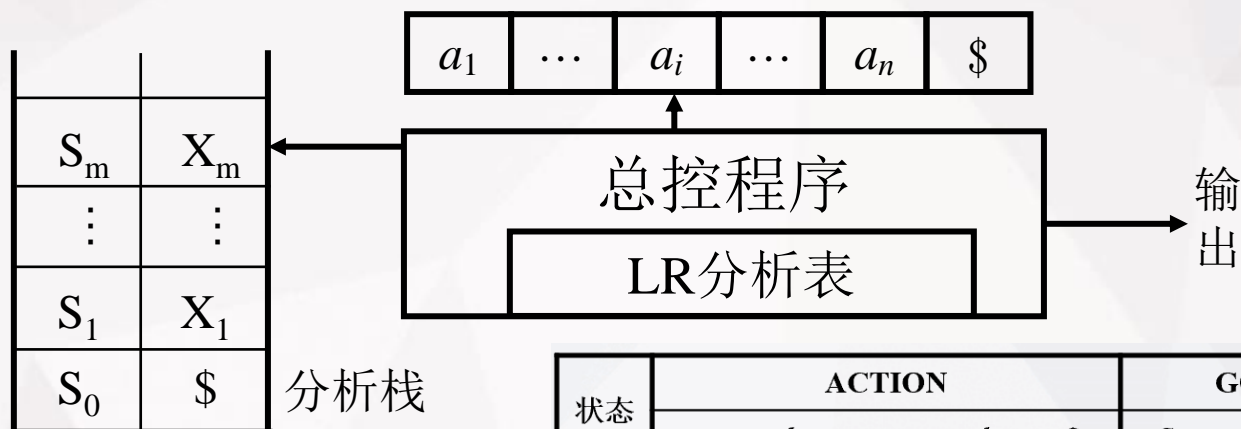 a₁ ⋯ aᵢ ⋯ aₙ $
Sₘ Xₘ
⋮ ⋮
S₁ X₁
S₀ $
分析栈
总控程序
LR分析表
输
出
状态 ACTION
$